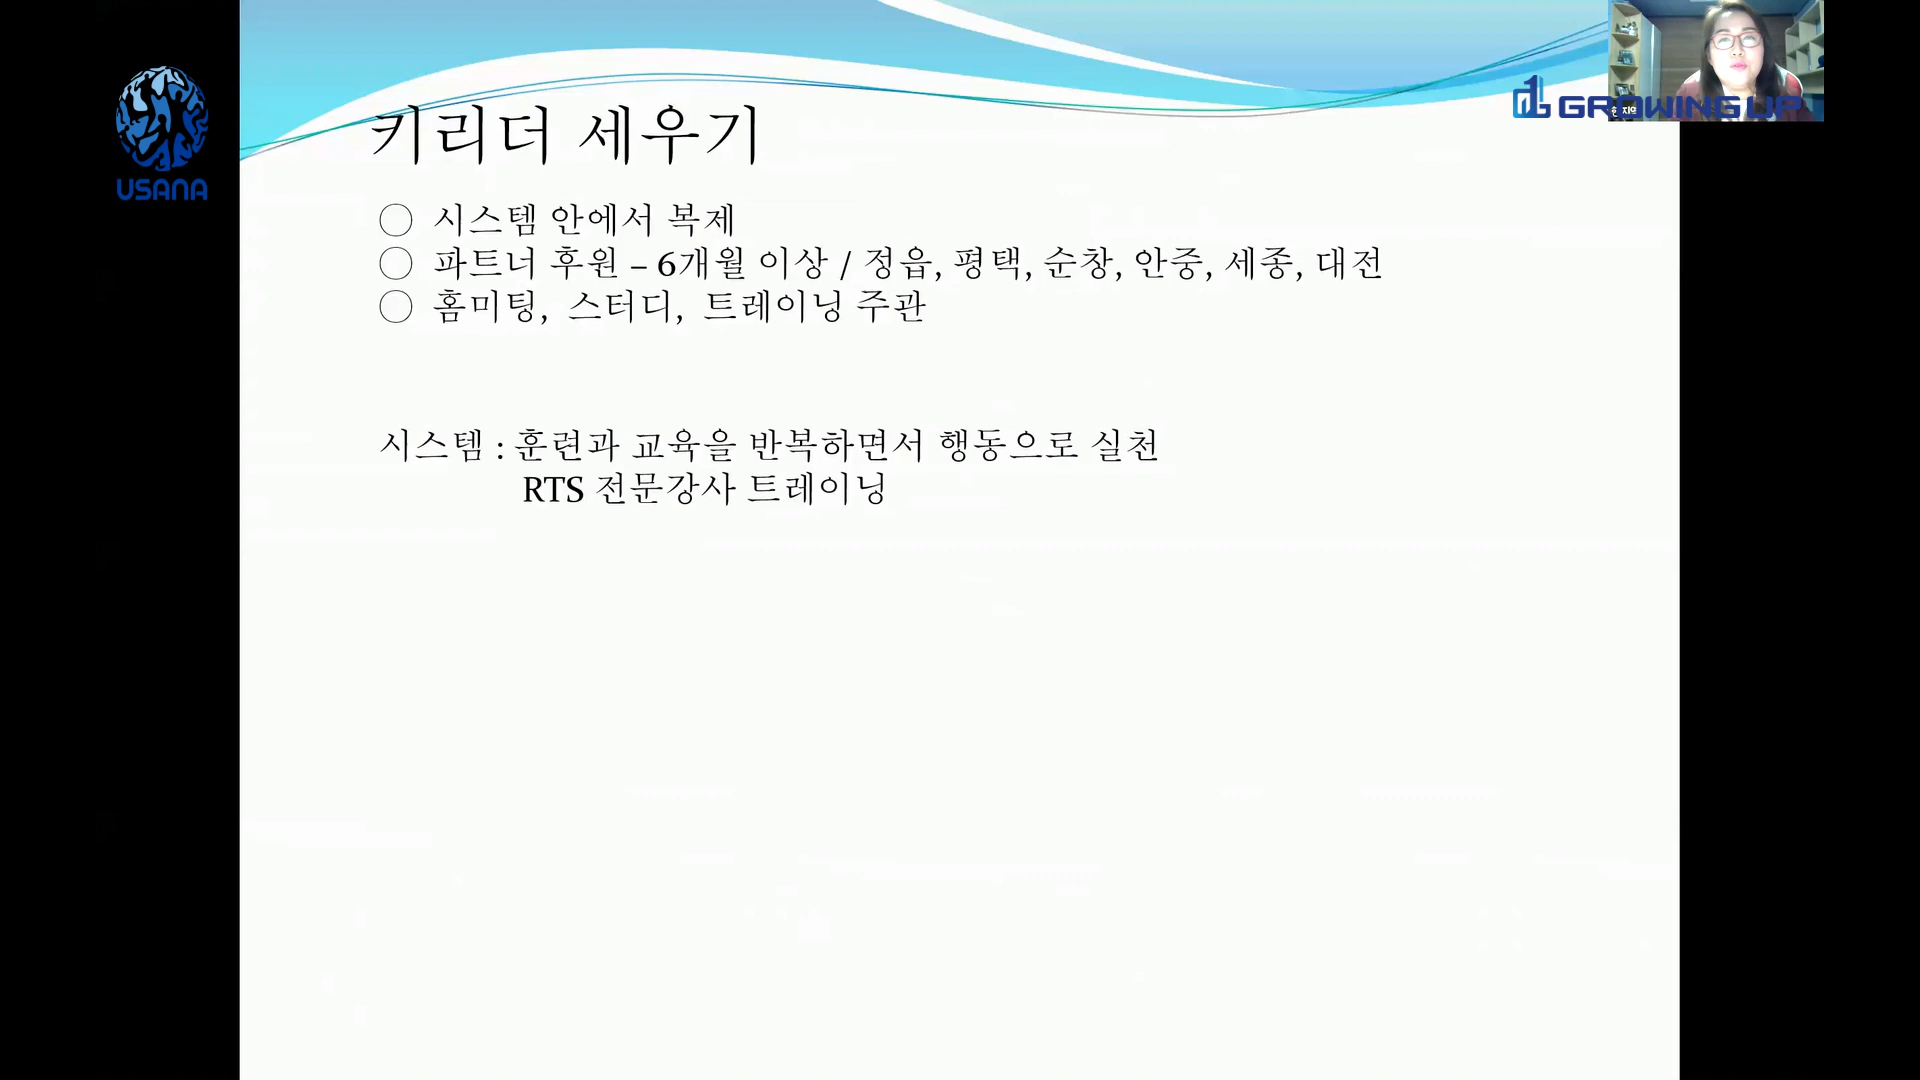 USANA
GROWING UP
키리더 세우기
○ 시스템 안에서 복제
○ 파트너 후원 – 6개월 이상 / 정읍, 평택, 순창, 안중, 세종, 대전
○ 홈미팅, 스터디, 트레이닝 주관
시스템 : 훈련과 교육을 반복하면서 행동으로 실천
RTS 전문강사 트레이닝